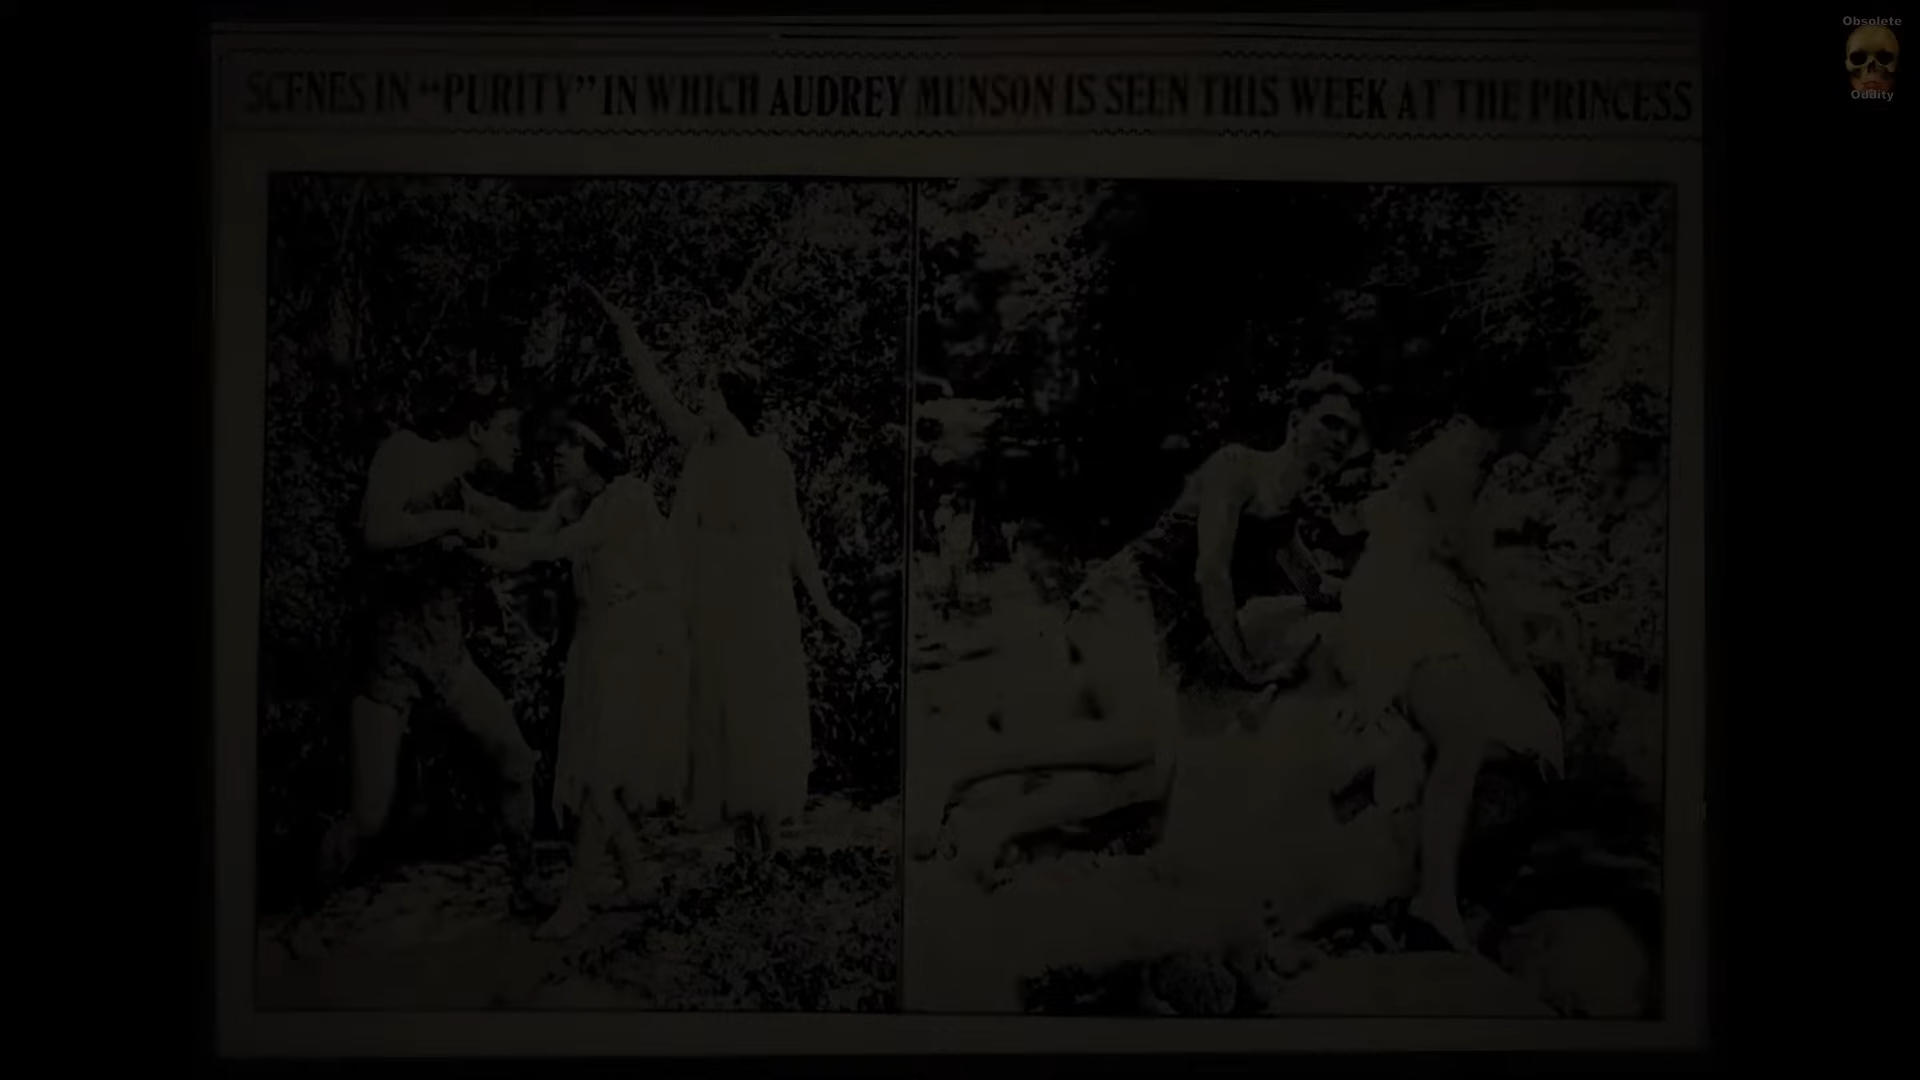 SCENES IN “PURITY” IN WHICH AUDREY MUNSON IS SEEN THIS WEEK AT THE PRINCESS
Obsolete
Oddity